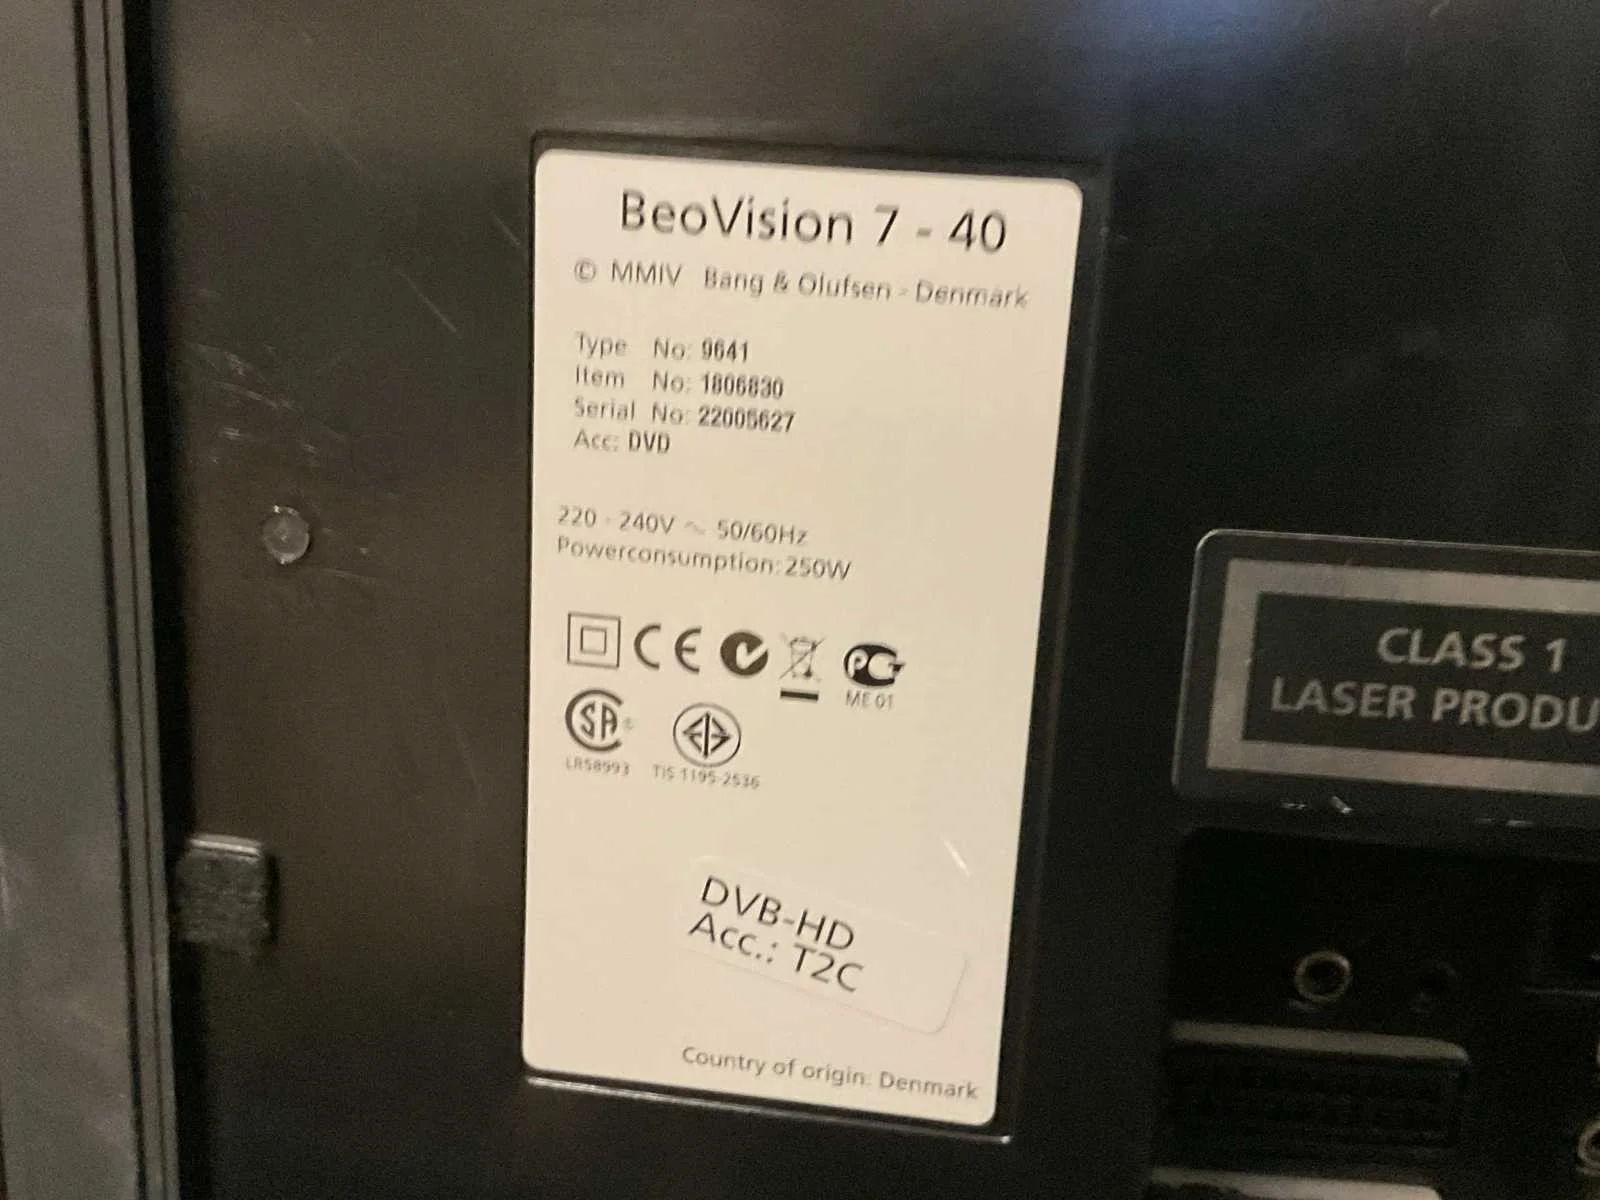 BeoVision 7 - 40
© MMIV Bang & Olufsen - Denmark
Type No: 9641
Item No: 1806830
Serial No: 22005627
Acc: DVD
220 - 240V ~ 50/60Hz
Powerconsumption: 250W
CE
PC
ME 01
SA
LR58993
TIS 1195-2536
DVB-HD
Acc.: T2C
Country of origin: Denmark
CLASS 1
LASER PRODU